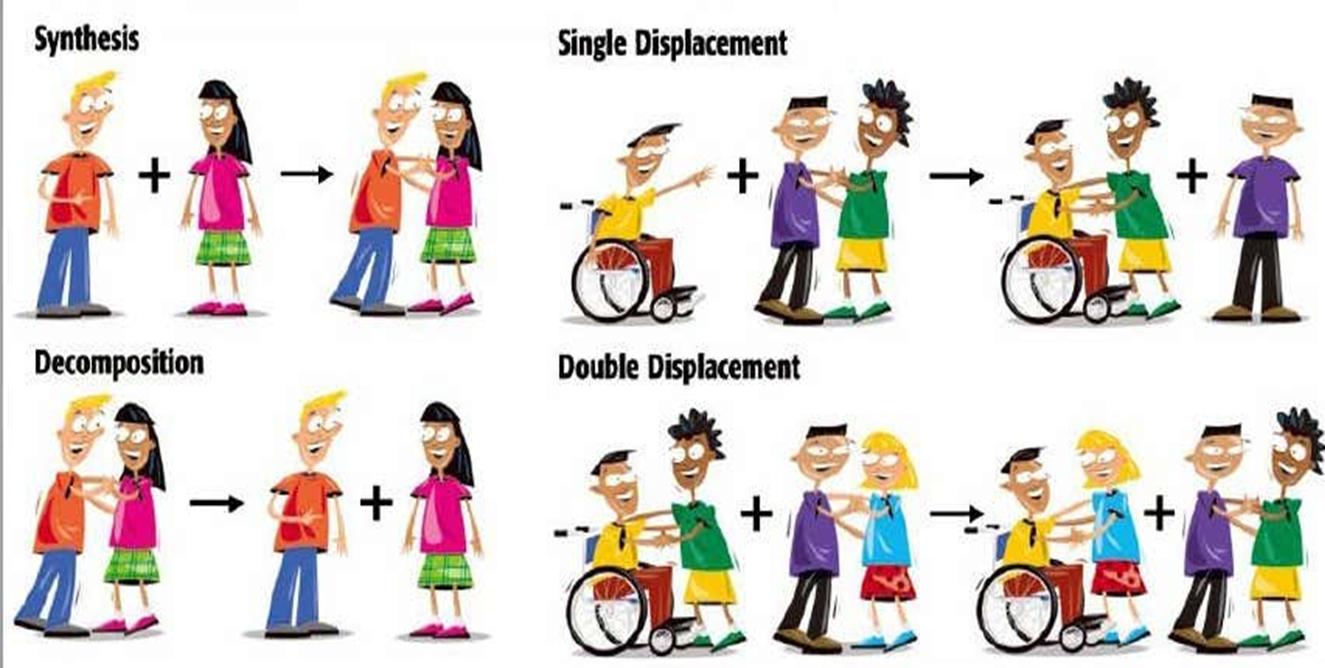 Synthesis
Single Displacement
+
→
+
→
+
Decomposition
Double Displacement
→
+
+
→
+